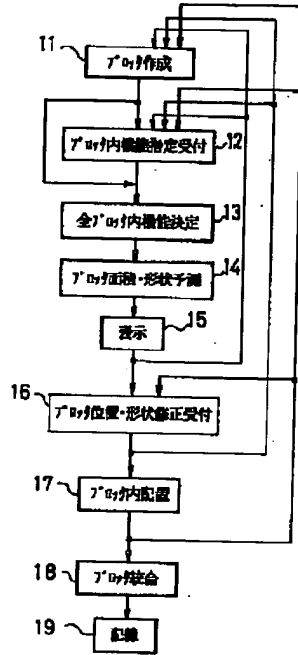 11
ブロック作成
ブロック内機能指定受付
12
全ブロック内機能決定
13
ブロック面積・形状予測
14
表示
15
16
ブロック位置・形状修正受付
17
ブロック内配置
18
ブロック統合
19
記録